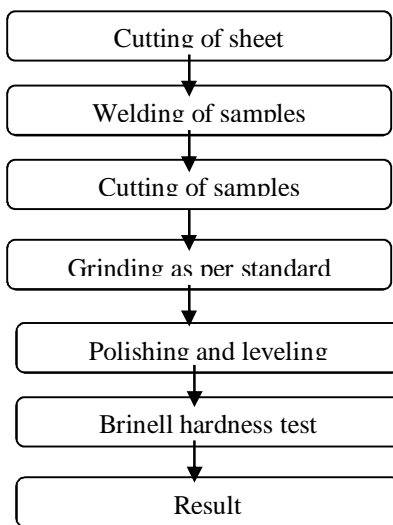 Cutting of sheet
Welding of samples
Cutting of samples
Grinding as per standard
Polishing and leveling
Brinell hardness test
Result